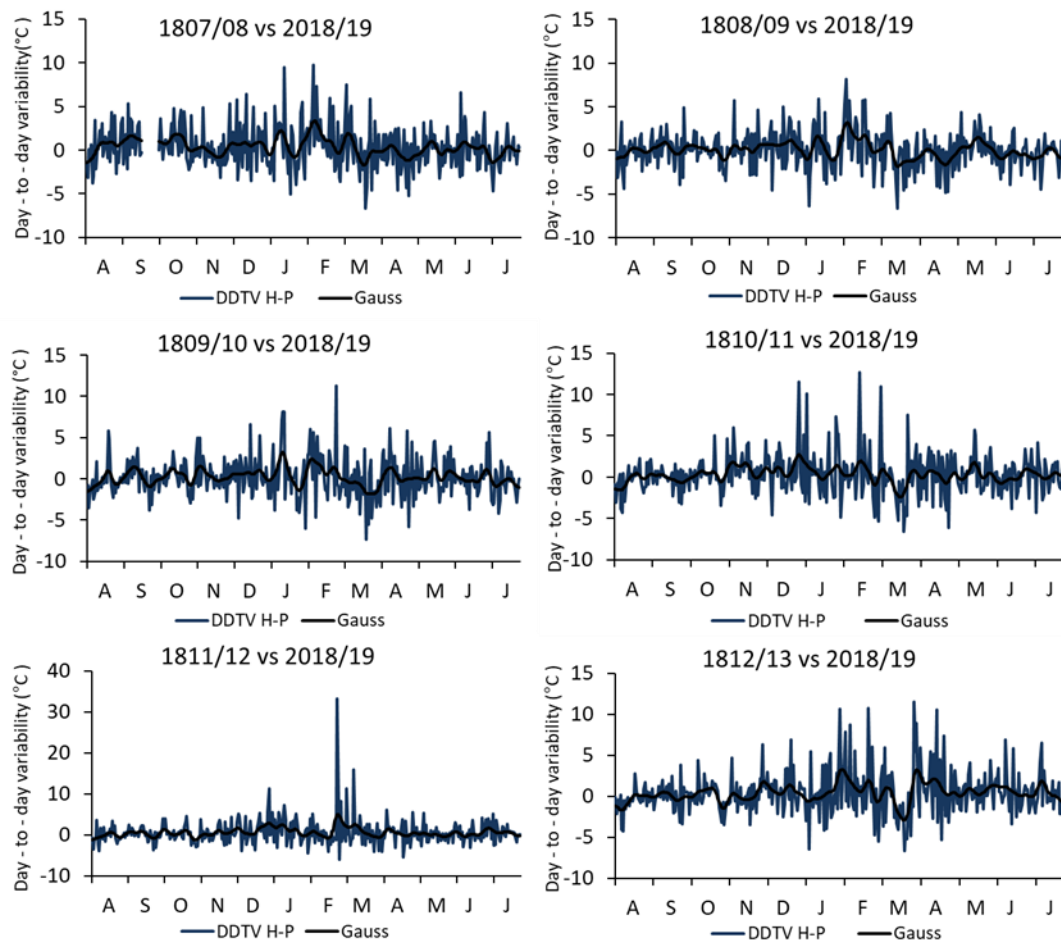 1807/08 vs 2018/19
Day - to - day variability(°C)
15
10
5
0
-5
-10
A S O N D J F M A M J J
DDTV H-P Gauss
1808/09 vs 2018/19
Day - to - day variability (°C )
15
10
5
0
-5
-10
A S O N D J F M A M J J
DDTV H-P Gauss
1809/10 vs 2018/19
Day - to - day variability (°C )
15
10
5
0
-5
-10
A S O N D J F M A M J J
DDTV H-P Gauss
1810/11 vs 2018/19
Day - to - day variability (°C )
15
10
5
0
-5
-10
A S O N D J F M A M J J
DDTV H-P Gauss
1811/12 vs 2018/19
Day - to - day variability (°C )
40
30
20
10
0
-10
A S O N D J F M A M J J
DDTV H-P Gauss
1812/13 vs 2018/19
Day - to - day variability (°C )
15
10
5
0
-5
-10
A S O N D J F M A M J J
DDTV H-P Gauss